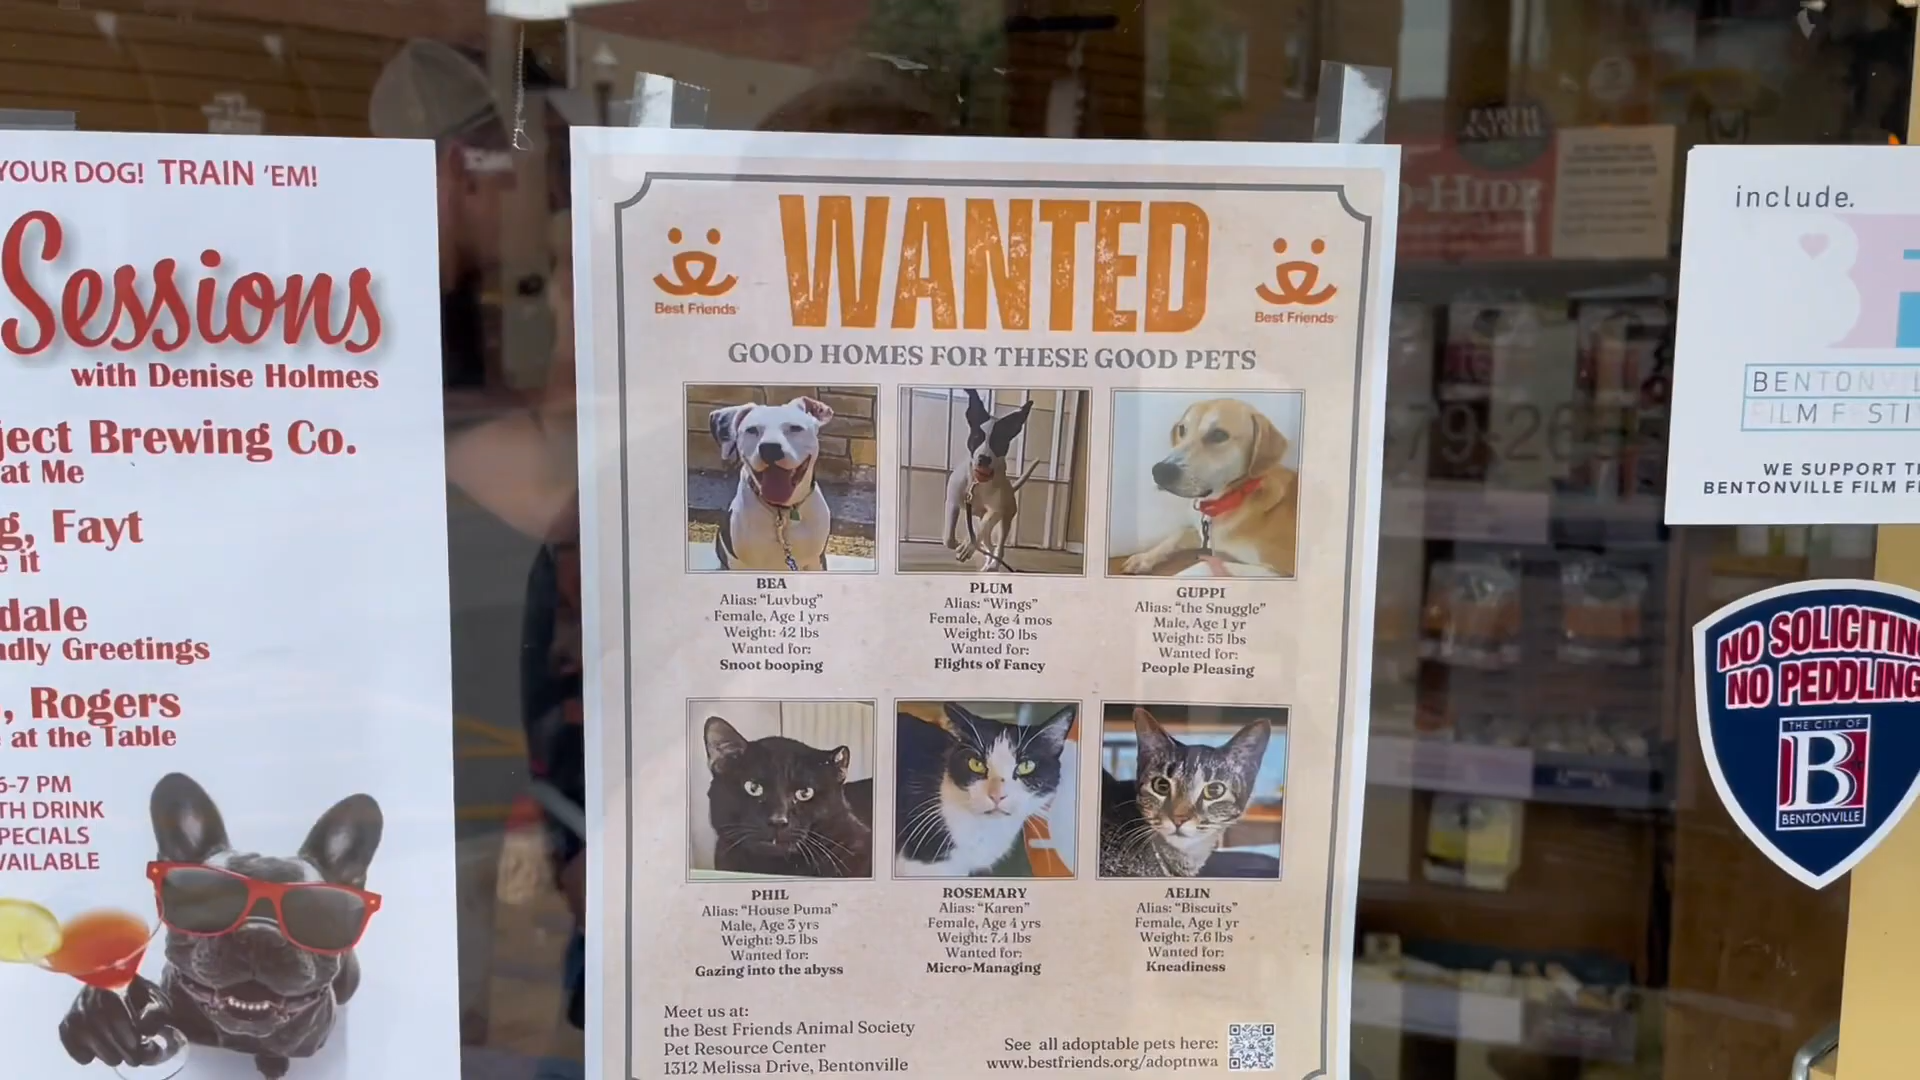 YOUR DOG! TRAIN 'EM!
Sessions
with Denise Holmes
ject Brewing Co.
at Me
g, Fayt
e it
dale
ndly Greetings
, Rogers
at the Table
6-7 PM
TH DRINK
PECIALS
VAILABLE
WANTED
Best Friends
Best Friends
GOOD HOMES FOR THESE GOOD PETS
BEA
Alias: “Luvbug”
Female, Age 1 yrs
Weight: 42 lbs
Wanted for:
Snoot booping
PLUM
Alias: “Wings”
Female, Age 4 mos
Weight: 30 lbs
Wanted for:
Flights of Fancy
GUPPI
Alias: “the Snuggle”
Male, Age 1 yr
Weight: 55 lbs
Wanted for:
People Pleasing
PHIL
Alias: “House Puma”
Male, Age 3 yrs
Weight: 9.5 lbs
Wanted for:
Gazing into the abyss
ROSEMARY
Alias: “Karen”
Female, Age 4 yrs
Weight: 7.4 lbs
Wanted for:
Micro-Managing
AELIN
Alias: “Biscuits”
Female, Age 1 yr
Weight: 7.6 lbs
Wanted for:
Kneadiness
Meet us at:
the Best Friends Animal Society
Pet Resource Center
1312 Melissa Drive, Bentonville
See all adoptable pets here:
www.bestfriends.org/adoptnwa
include.
BENTONVIL
FILM F STI
WE SUPPORT T
BENTONVILLE FILM F
NO SOLICITIN
NO PEDDLING
THE CITY OF
B
BENTONVILLE